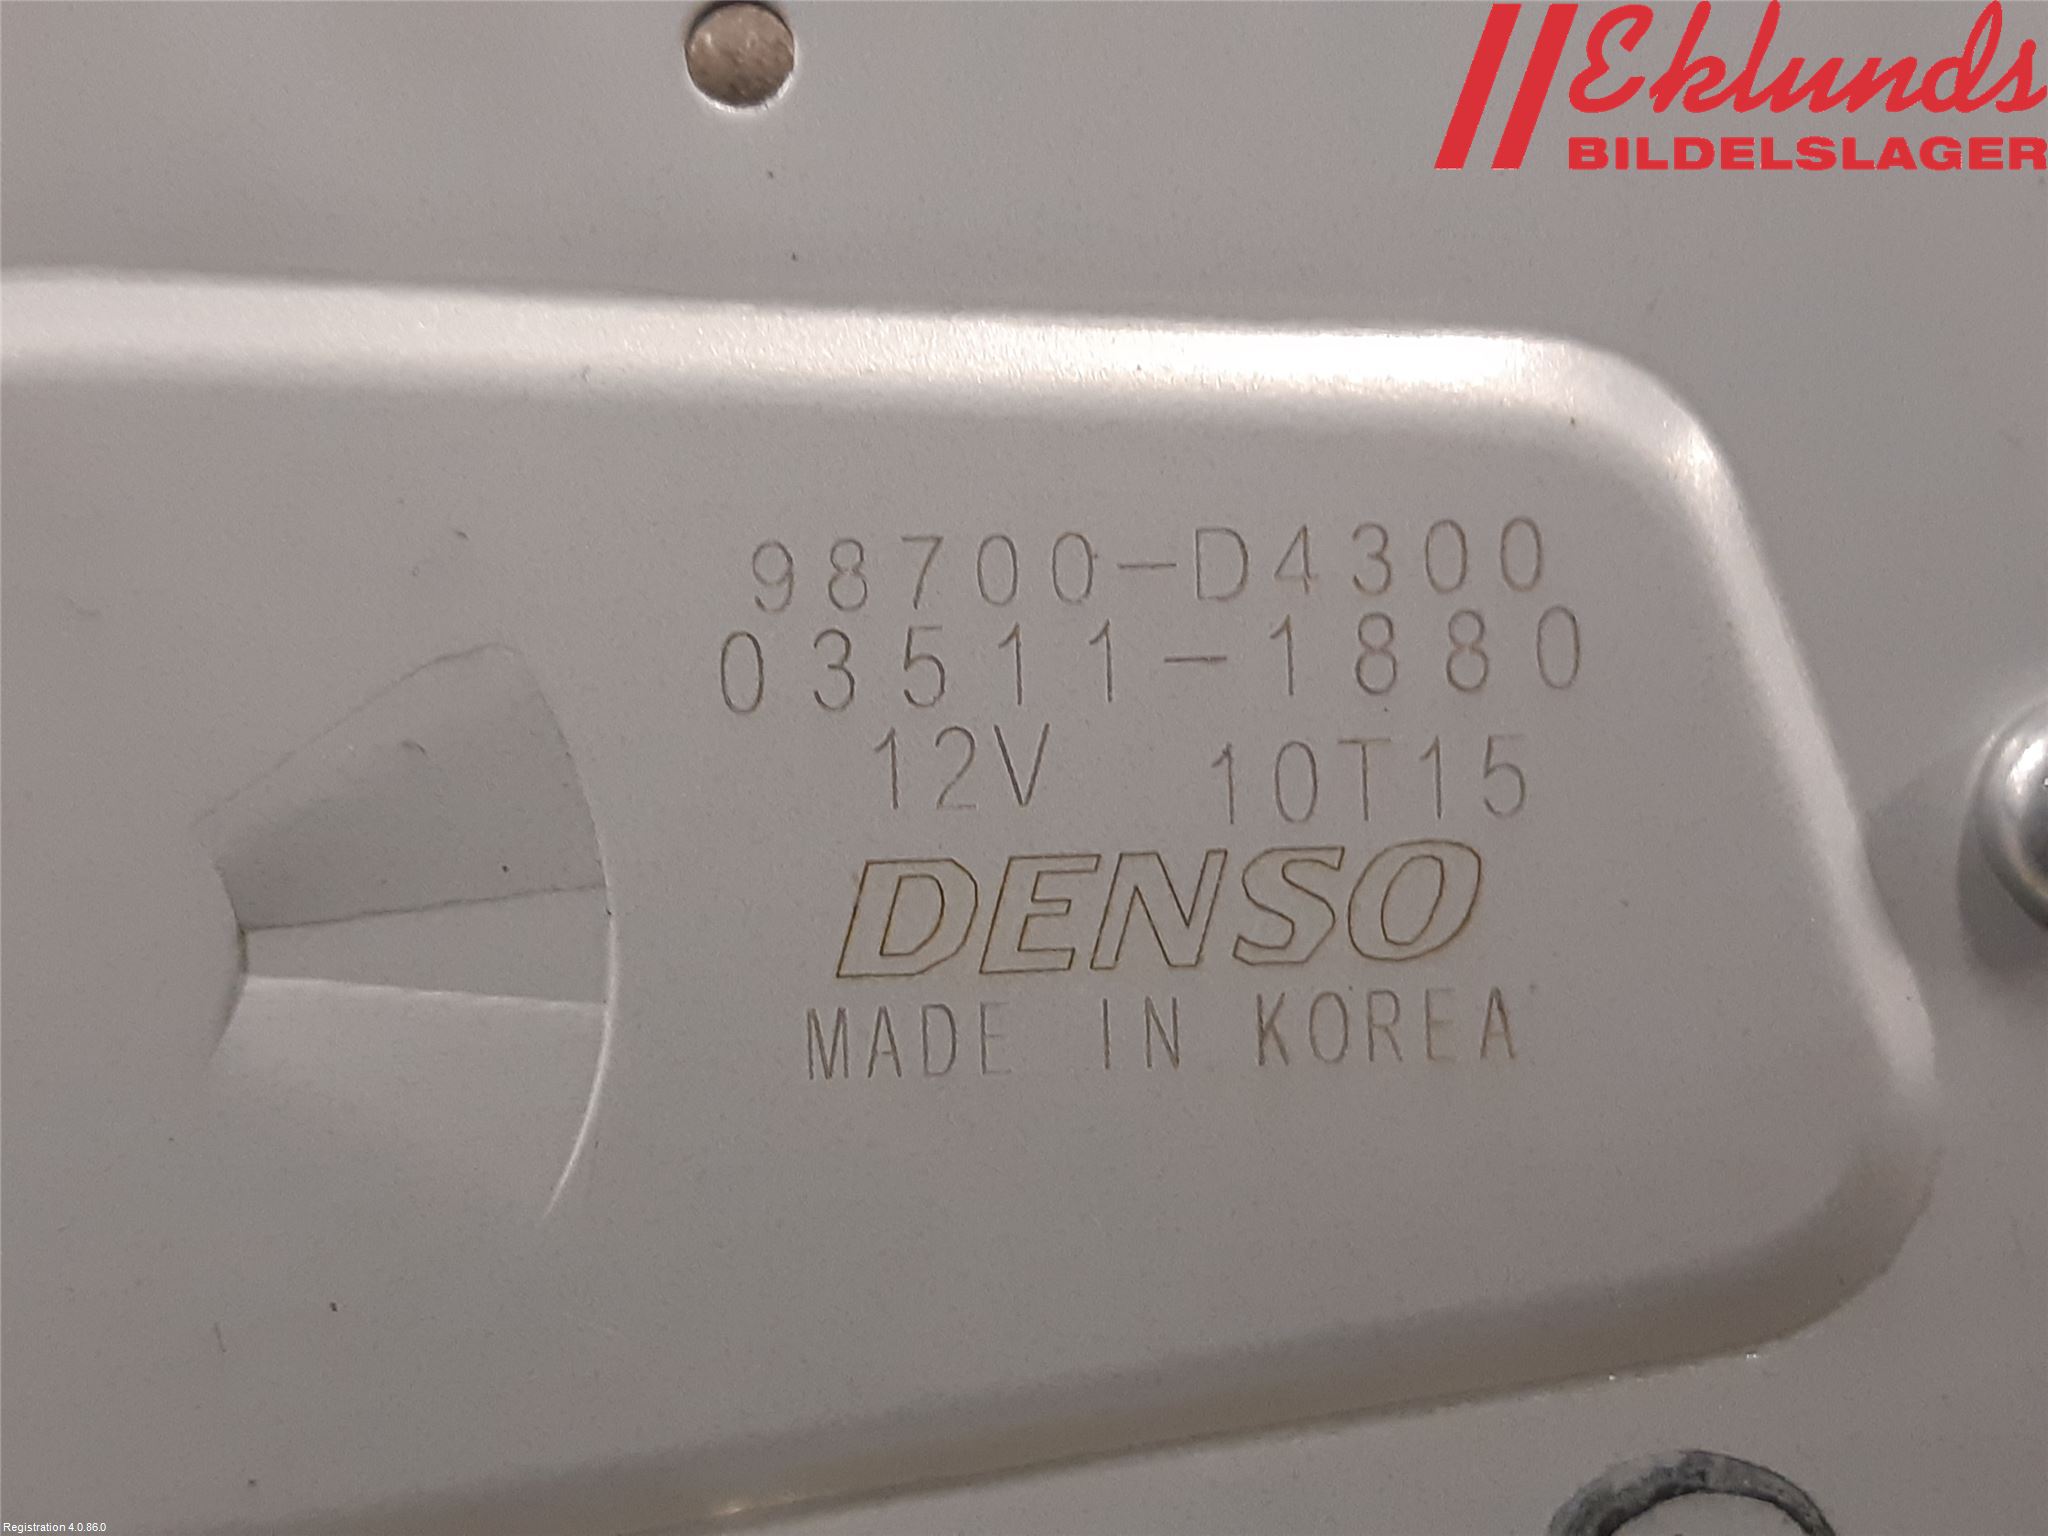 Eklunds
BILDELSLAGER
98700-D4300
03511-1880
12V 10T15
DENSO
MADE IN KOREA
Registration 4.0.86.0